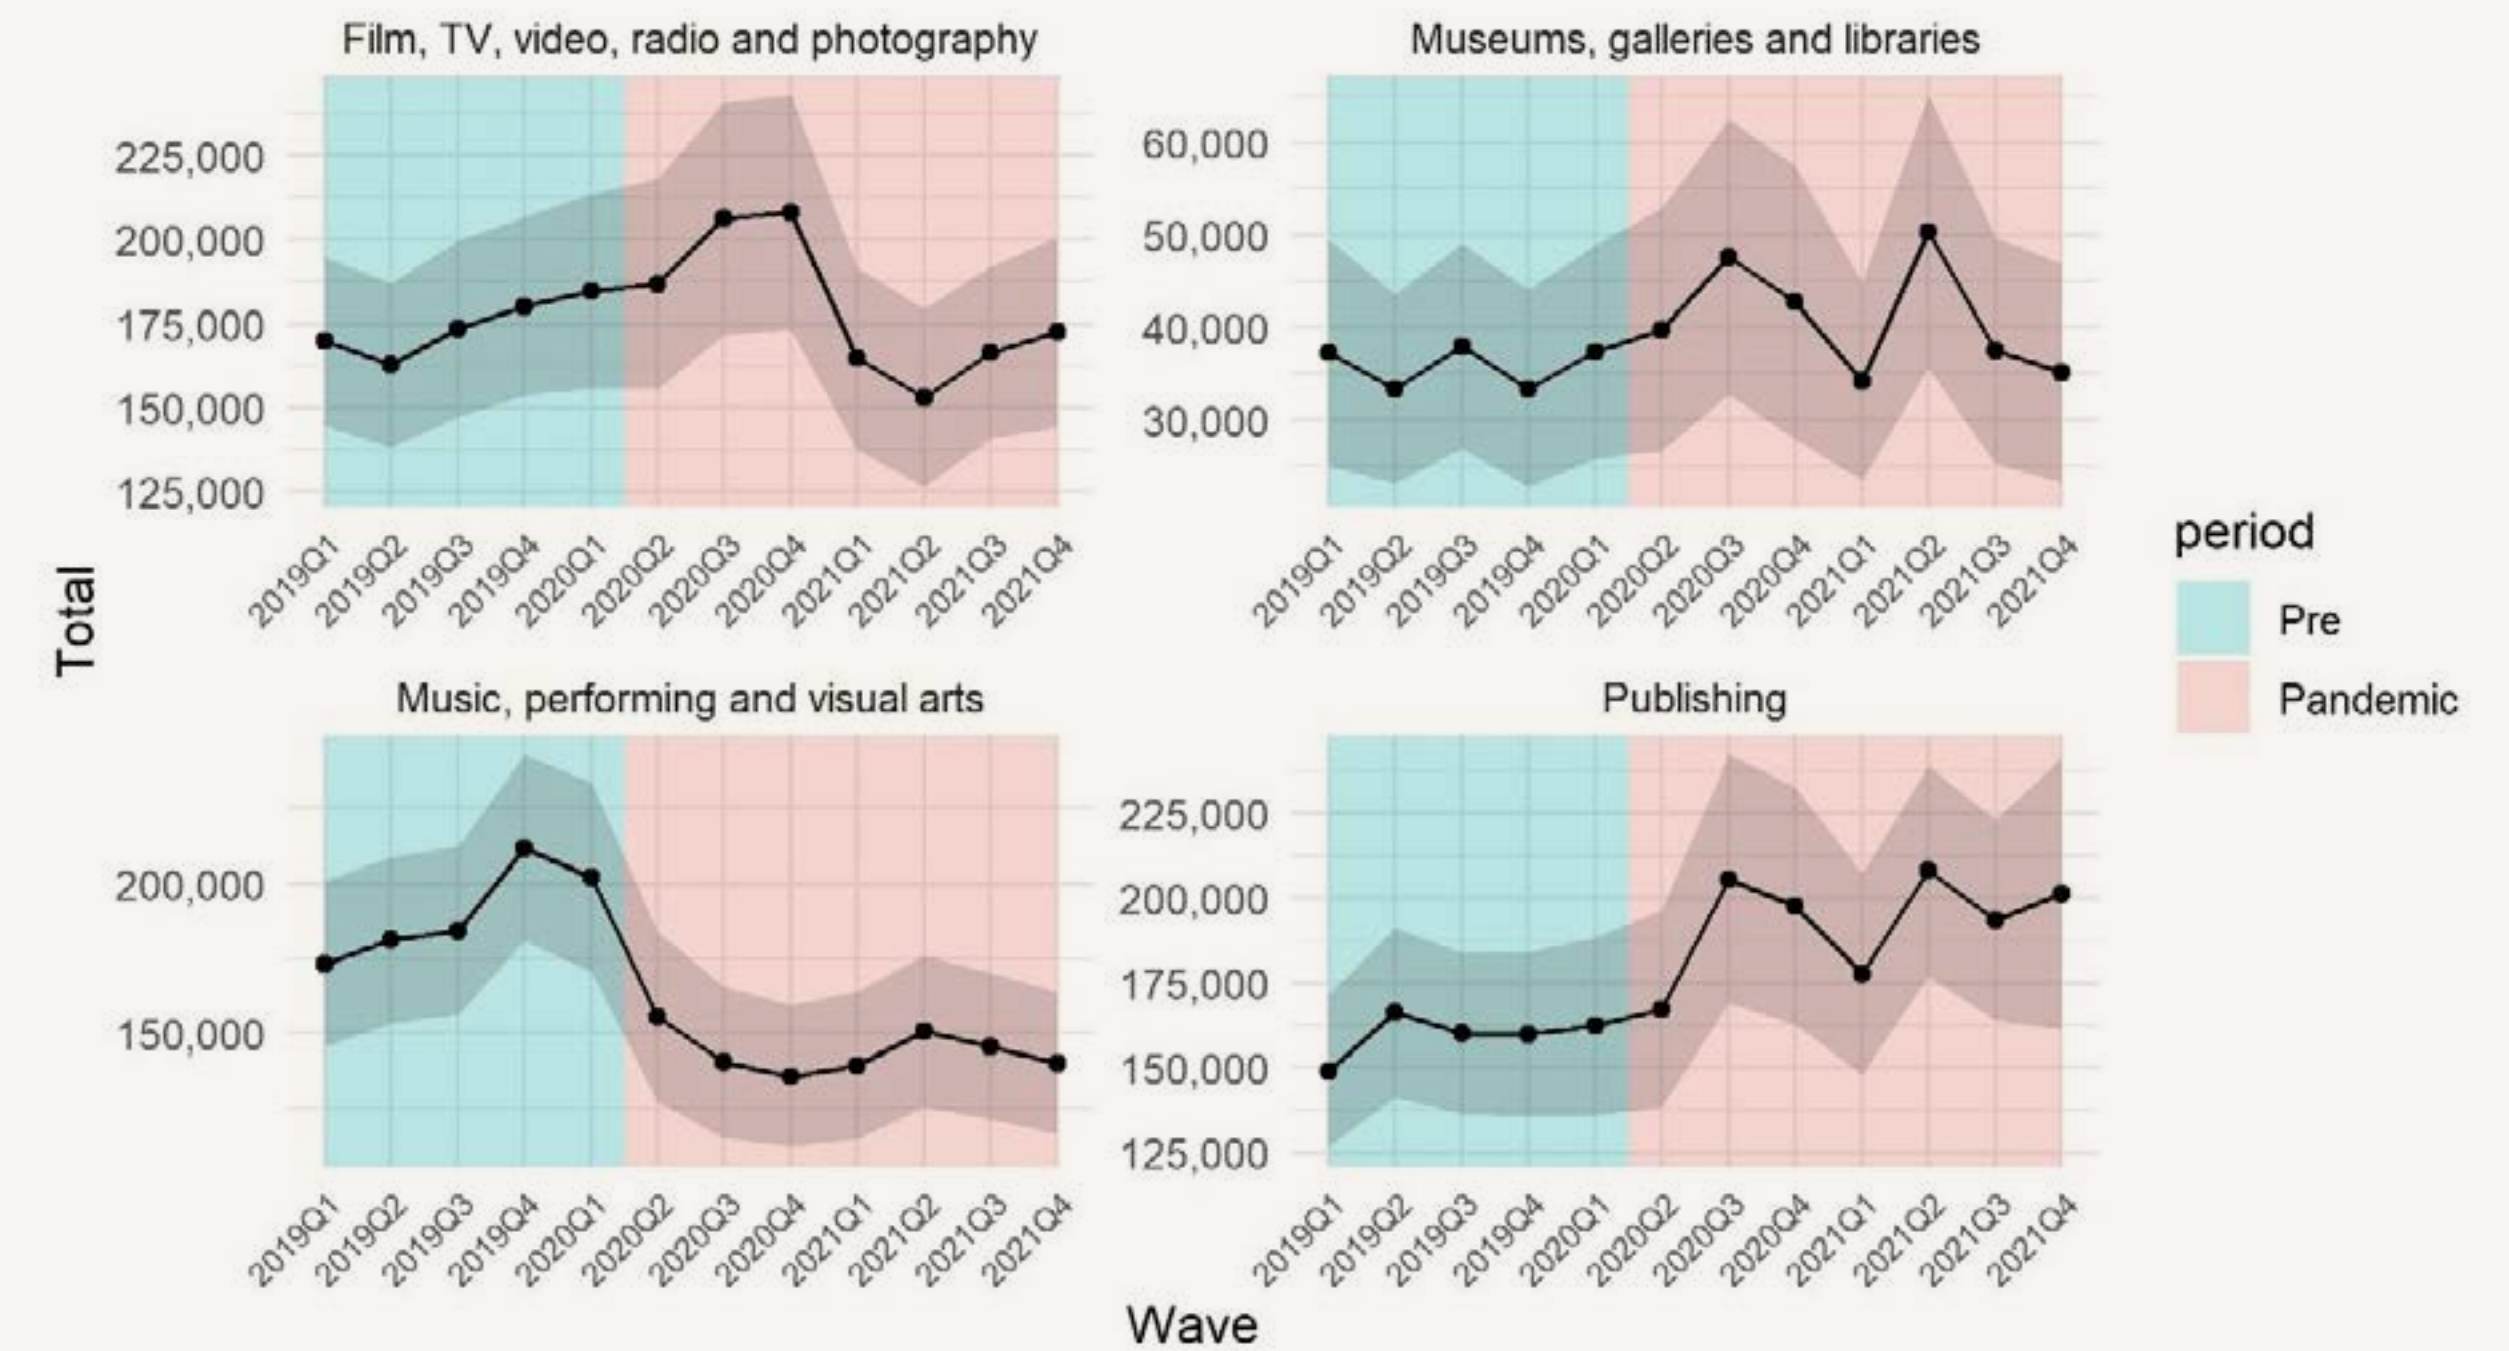 Film, TV, video, radio and photography
225,000
200,000
175,000
150,000
125,000
2019Q1
2019Q2
2019Q3
2019Q4
2020Q1
2020Q2
2020Q3
2020Q4
2021Q1
2021Q2
2021Q3
2021Q4
Museums, galleries and libraries
60,000
50,000
40,000
30,000
2019Q1
2019Q2
2019Q3
2019Q4
2020Q1
2020Q2
2020Q3
2020Q4
2021Q1
2021Q2
2021Q3
2021Q4
Total
Music, performing and visual arts
200,000
150,000
2019Q1
2019Q2
2019Q3
2019Q4
2020Q1
2020Q2
2020Q3
2020Q4
2021Q1
2021Q2
2021Q3
2021Q4
Publishing
225,000
200,000
175,000
150,000
125,000
2019Q1
2019Q2
2019Q3
2019Q4
2020Q1
2020Q2
2020Q3
2020Q4
2021Q1
2021Q2
2021Q3
2021Q4
Wave
period
Pre
Pandemic